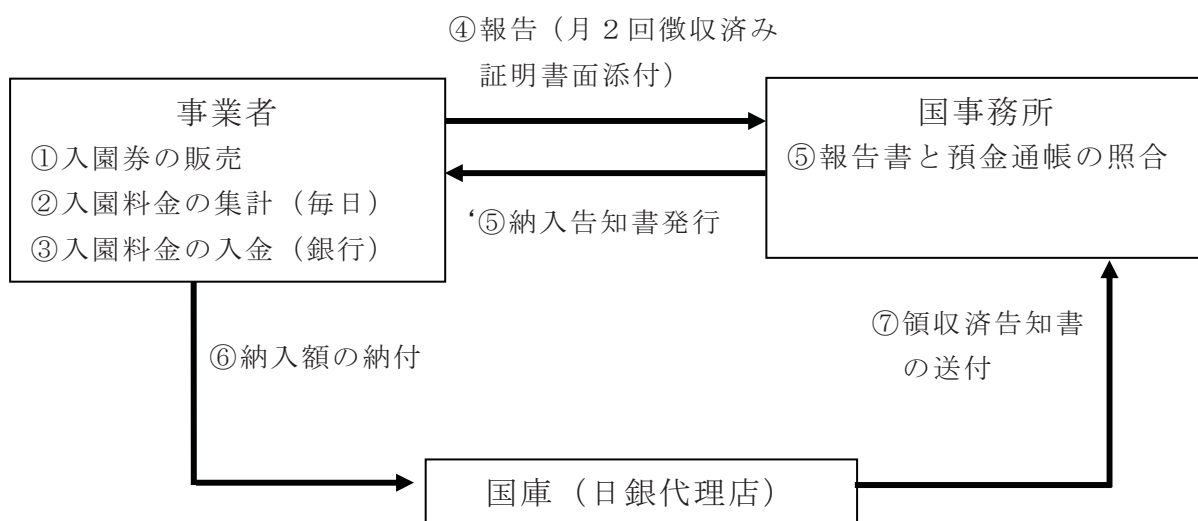 ④報告（月２回徴収済み
証明書面添付）
事業者
①入園券の販売
②入園料金の集計（毎日）
③入園料金の入金（銀行）
国事務所
⑤報告書と預金通帳の照合
‘⑤納入告知書発行
⑥納入額の納付
⑦領収済告知書
の送付
国庫（日銀代理店）